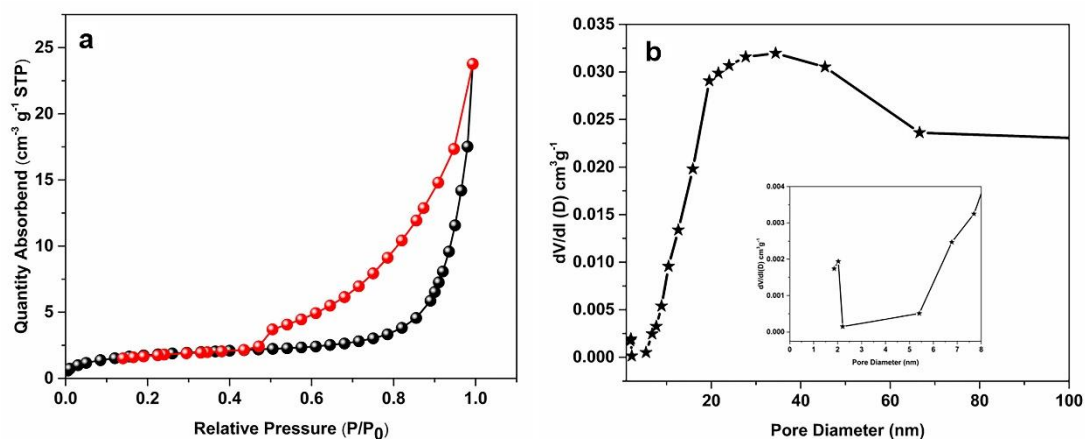 a
Quantity Absorbend (cm⁻³ g⁻¹ STP)
25
20
15
10
5
0
0.0 0.2 0.4 0.6 0.8 1.0
Relative Pressure (P/P₀)
b
dV/dl (D) cm³g⁻¹
0.035
0.030
0.025
0.020
0.015
0.010
0.005
0.000
20 40 60 80 100
Pore Diameter (nm)
dV/dl(D) cm³g⁻¹
0.004
0.003
0.002
0.001
0.000
0 1 2 3 4 5 6 7 8
Pore Diameter (nm)